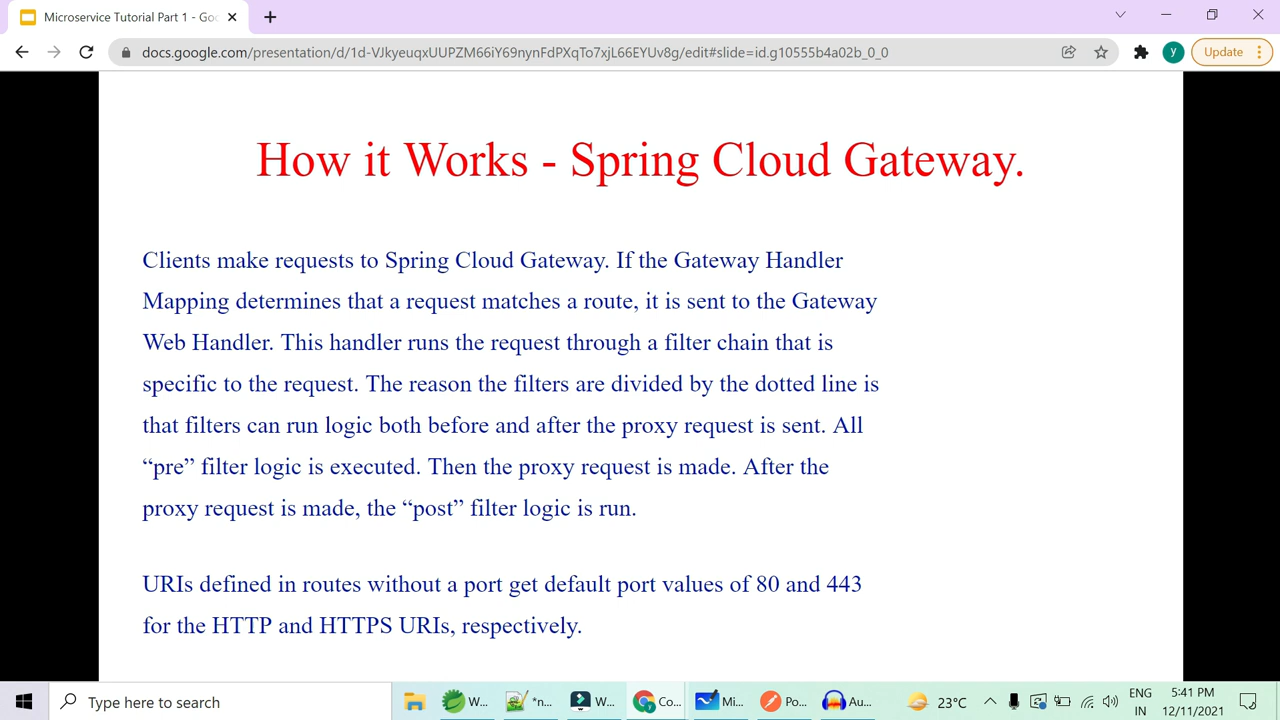 Microservice Tutorial Part 1 - Goo
docs.google.com/presentation/d/1d-VJkyeuqxUUPZM66iY69nynFdPXqTo7xjL66EYUv8g/edit#slide=id.g10555b4a02b_0_0
y
Update
How it Works - Spring Cloud Gateway.
Clients make requests to Spring Cloud Gateway. If the Gateway Handler
Mapping determines that a request matches a route, it is sent to the Gateway
Web Handler. This handler runs the request through a filter chain that is
specific to the request. The reason the filters are divided by the dotted line is
that filters can run logic both before and after the proxy request is sent. All
“pre” filter logic is executed. Then the proxy request is made. After the
proxy request is made, the “post” filter logic is run.
URIs defined in routes without a port get default port values of 80 and 443
for the HTTP and HTTPS URIs, respectively.
Type here to search
W...
*n...
W...
Co...
Mi...
Po...
Au...
23°C
ENG
IN
5:41 PM
12/11/2021